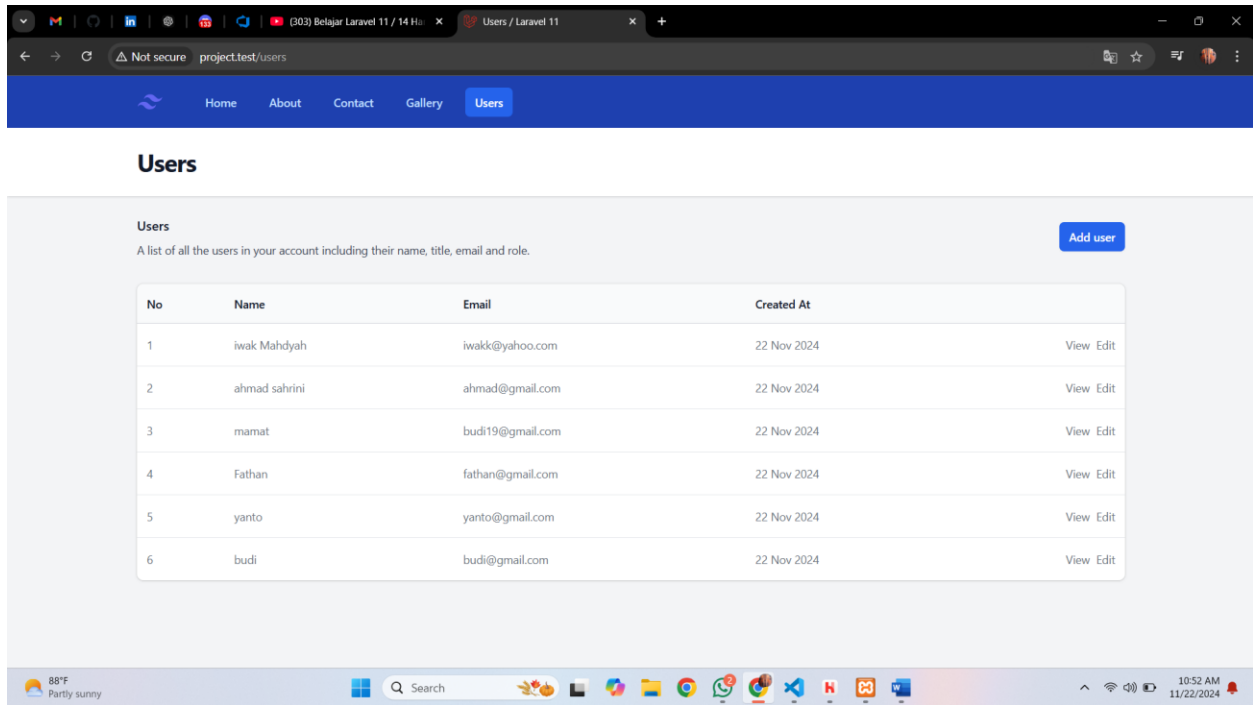 (303) Belajar Laravel 11 / 14 Ha
Users / Laravel 11
Not secure project.test/users
Home About Contact Gallery Users
Users
Users
A list of all the users in your account including their name, title, email and role.
Add user
No Name Email Created At
1 iwak Mahdyah iwakk@yahoo.com 22 Nov 2024 View Edit
2 ahmad sahrini ahmad@gmail.com 22 Nov 2024 View Edit
3 mamat budi19@gmail.com 22 Nov 2024 View Edit
4 Fathan fathan@gmail.com 22 Nov 2024 View Edit
5 yanto yanto@gmail.com 22 Nov 2024 View Edit
6 budi budi@gmail.com 22 Nov 2024 View Edit
88°F
Partly sunny
Search
2
10:52 AM
11/22/2024